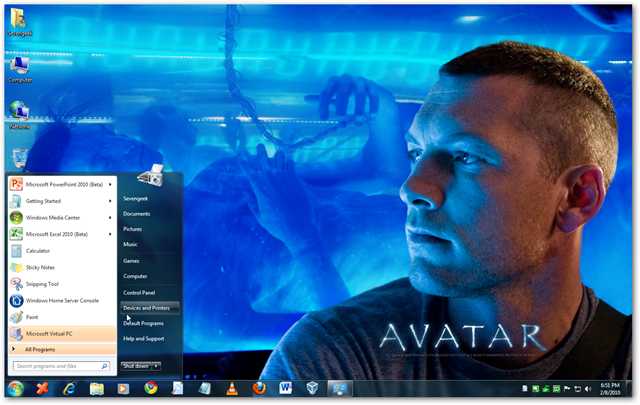 Sevengeek
Computer
Network
Microsoft PowerPoint 2010 (Beta)
Getting Started
Windows Media Center
Microsoft Excel 2010 (Beta)
Calculator
Sticky Notes
Snipping Tool
Windows Home Server Console
Paint
Microsoft Virtual PC
All Programs
Search programs and files
Sevengeek
Documents
Pictures
Music
Games
Computer
Control Panel
Devices and Printers
Default Programs
Help and Support
Shut down
AVATAR
6:51 PM
2/8/2010